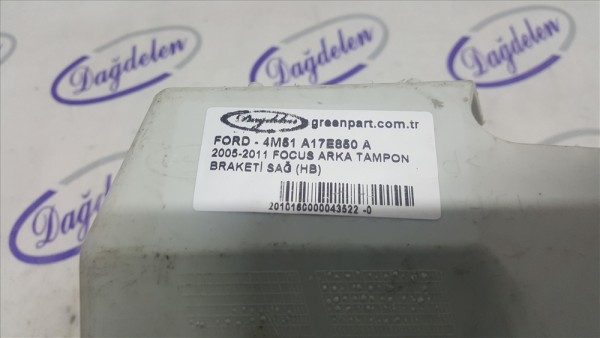 Dağdelen
Dağdelen
Dağdelen
Dağdelen greenpart.com.tr
FORD - 4M51 A17E850 A
2005-2011 FOCUS ARKA TAMPON
BRAKETİ SAĞ (HB)
2010160000043522 -0
Dağdelen